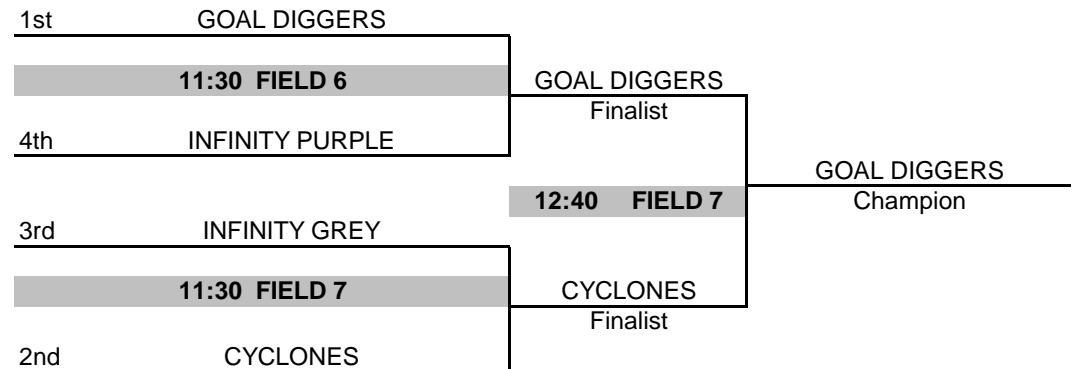 1st GOAL DIGGERS
11:30 FIELD 6
GOAL DIGGERS
Finalist
4th INFINITY PURPLE
GOAL DIGGERS
Champion
12:40 FIELD 7
3rd INFINITY GREY
11:30 FIELD 7
CYCLONES
Finalist
2nd CYCLONES